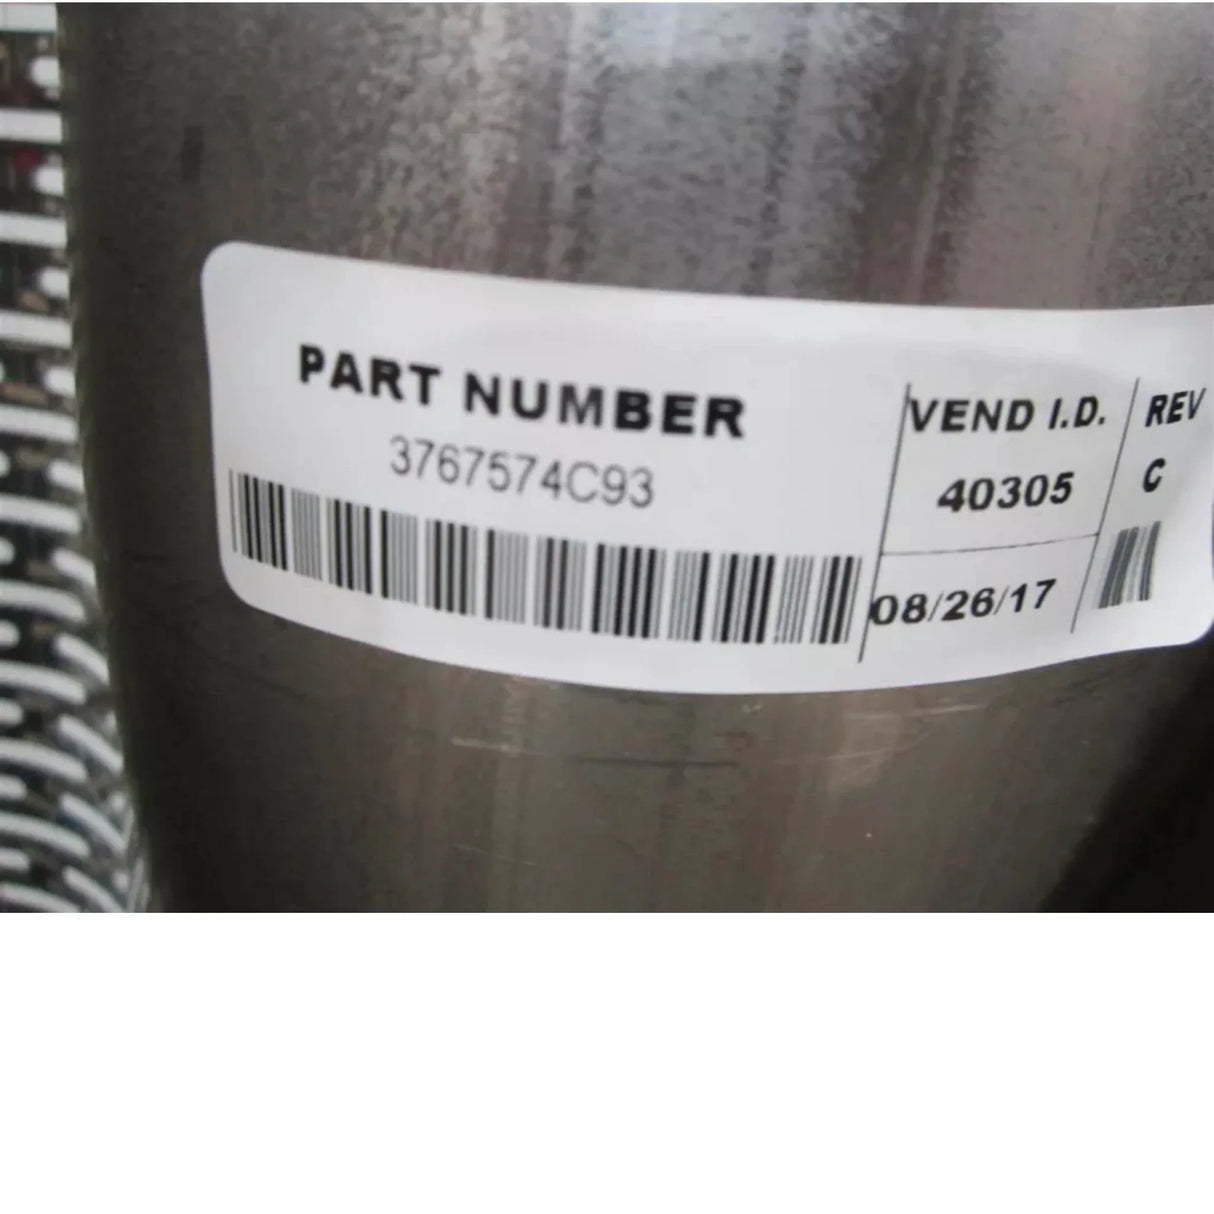 PART NUMBER
3767574C93
VEND I.D.
40305
08/26/17
REV
C